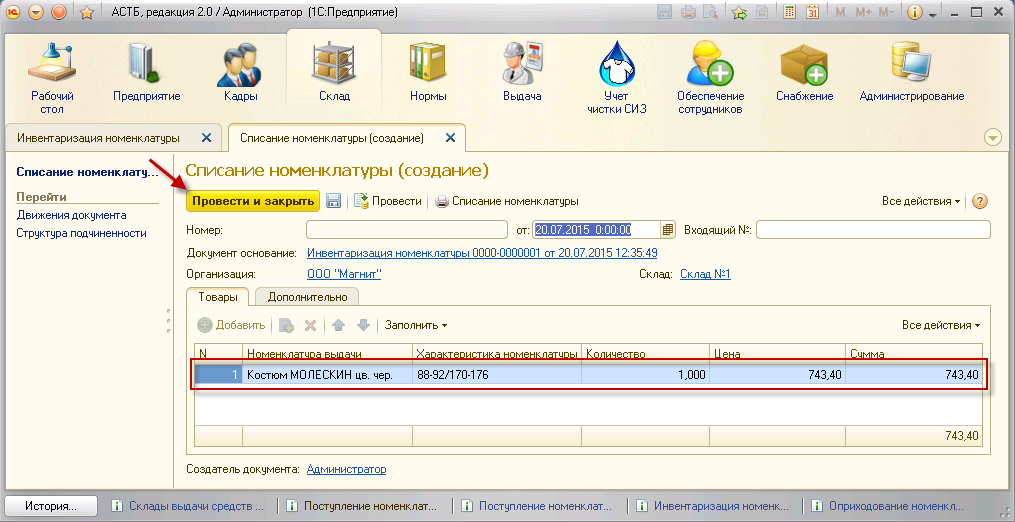 АСТБ, редакция 2.0 / Администратор (1С:Предприятие)
M M+ M-
Рабочий стол
Предприятие
Кадры
Склад
Нормы
Выдача
Учет чистки СИЗ
Обеспечение сотрудников
Снабжение
Администрирование
Инвентаризация номенклатуры
Списание номенклатуры (создание)
Списание номенклату...
Перейти
Движения документа
Структура подчиненности
Списание номенклатуры (создание)
Провести и закрыть Провести Списание номенклатуры Все действия
Номер: от: 20.07.2015 0:00:00 Входящий №:
Документ основание: Инвентаризация номенклатуры 0000-0000001 от 20.07.2015 12:35:49
Организация: ООО "Магнит" Склад: Склад №1
Товары Дополнительно
Добавить Заполнить Все действия
N Номенклатура выдачи Характеристика номенклатуры Количество Цена Сумма
1 Костюм МОЛЕСКИН цв. чер. 88-92/170-176 1,000 743,40 743,40
743,40
Создатель документа: Администратор
История... Склады выдачи средств ... Поступление номенклат... Поступление номенклат... Инвентаризация номенк... Оприходование номенкл...